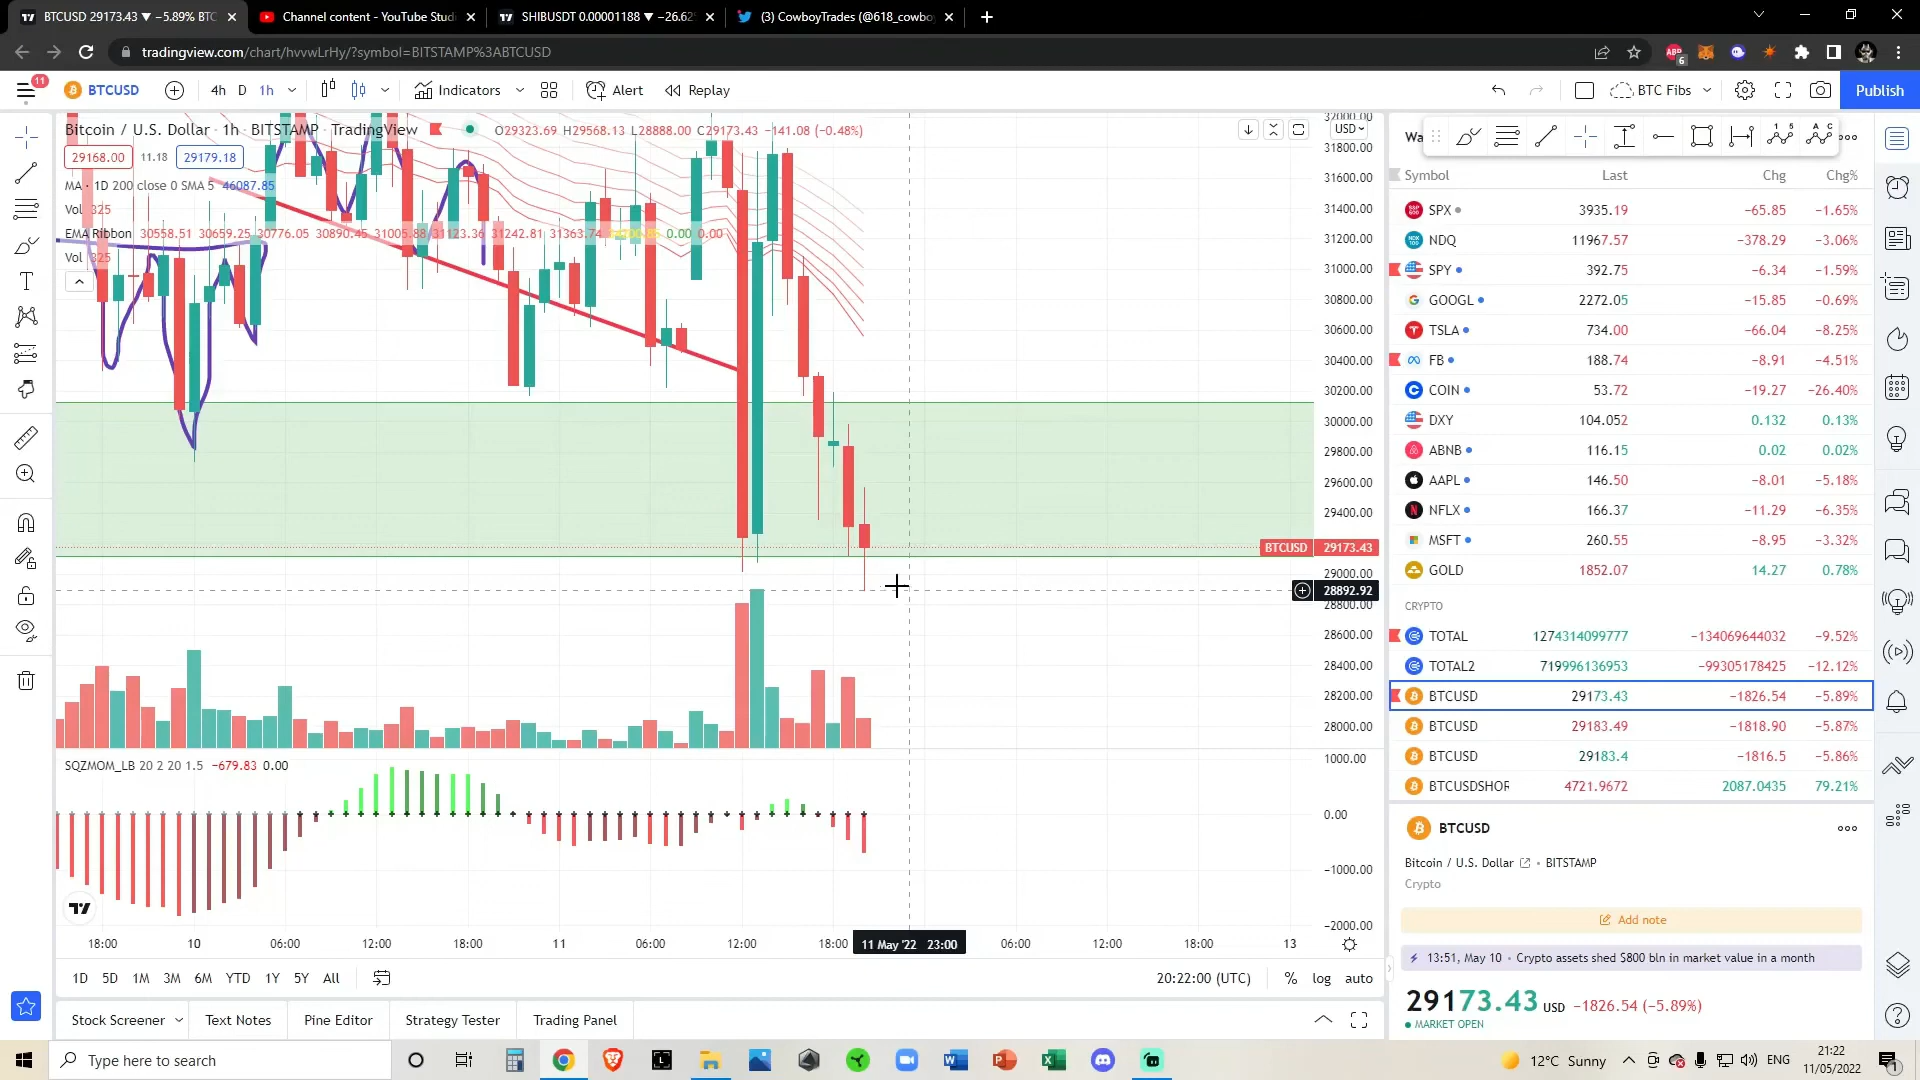 BTCUSD 29173.43 ▼ −5.89% BTC
Channel content - YouTube Studi
SHIBUSDT 0.00001188 ▼ −26.62%
(3) CowboyTrades (@618_cowboy
tradingview.com/chart/hvvwLrHy/?symbol=BITSTAMP%3ABTCUSD
11
BTCUSD
4h D 1h
Indicators
Alert
Replay
BTC Fibs
Publish
Bitcoin / U.S. Dollar · 1h · BITSTAMP · TradingView
O29323.69 H29568.13 L28888.00 C29173.43 −141.08 (−0.48%)
29168.00 11.18 29179.18
MA · 1D 200 close 0 SMA 5 46087.85
Vol 325
EMA Ribbon 30558.51 30659.25 30776.05 30890.45 31005.88 31123.36 31242.81 31363.74 0.00 0.00
Vol 325
USD
32000.00
31800.00
31600.00
31400.00
31200.00
31000.00
30800.00
30600.00
30400.00
30200.00
30000.00
29800.00
29600.00
29400.00
BTCUSD 29173.43
29000.00
28892.92
28800.00
28600.00
28400.00
28200.00
28000.00
SQZMOM_LB 20 2 20 1.5 −679.83 0.00
1000.00
0.00
−1000.00
−2000.00
18:00 10 06:00 12:00 18:00 11 06:00 12:00 18:00 11 May '22 23:00 06:00 12:00 18:00 13
1D 5D 1M 3M 6M YTD 1Y 5Y All
20:22:00 (UTC) % log auto
Stock Screener Text Notes Pine Editor Strategy Tester Trading Panel
Wa
Symbol Last Chg Chg%
SPX 3935.19 −65.85 −1.65%
NDQ 11967.57 −378.29 −3.06%
SPY 392.75 −6.34 −1.59%
GOOGL 2272.05 −15.85 −0.69%
TSLA 734.00 −66.04 −8.25%
FB 188.74 −8.91 −4.51%
COIN 53.72 −19.27 −26.40%
DXY 104.052 0.132 0.13%
ABNB 116.15 0.02 0.02%
AAPL 146.50 −8.01 −5.18%
NFLX 166.37 −11.29 −6.35%
MSFT 260.55 −8.95 −3.32%
GOLD 1852.07 14.27 0.78%
CRYPTO
TOTAL 1274314099777 −134069644032 −9.52%
TOTAL2 719996136953 −99305178425 −12.12%
BTCUSD 29173.43 −1826.54 −5.89%
BTCUSD 29183.49 −1818.90 −5.87%
BTCUSD 29183.4 −1816.5 −5.86%
BTCUSDSHOR 4721.9672 2087.0435 79.21%
BTCUSD
Bitcoin / U.S. Dollar • BITSTAMP
Crypto
Add note
13:51, May 10 • Crypto assets shed $800 bln in market value in a month
29173.43 USD −1826.54 (−5.89%)
MARKET OPEN
Type here to search
12°C Sunny
ENG
21:22
11/05/2022